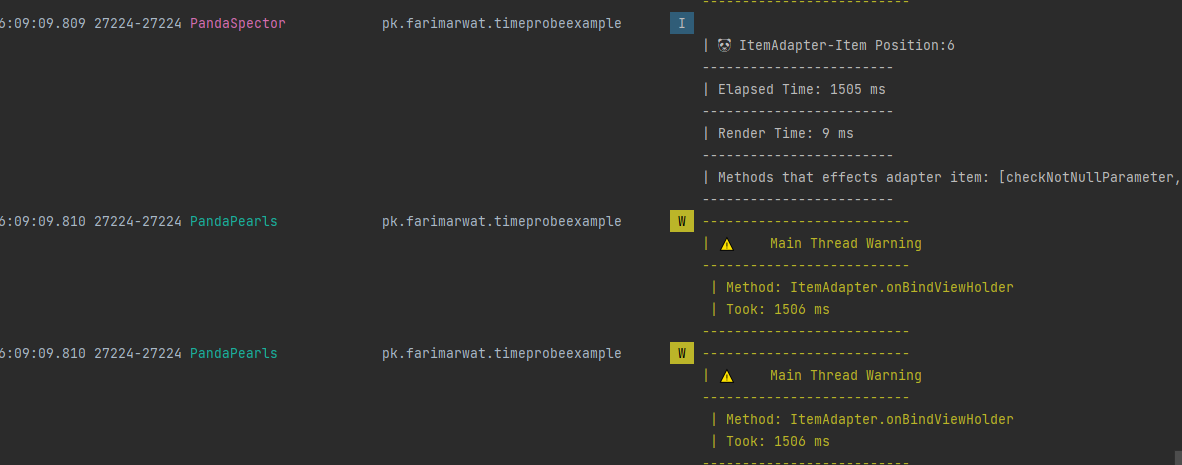 ------------------------
6:09:09.809 27224-27224 PandaSpector pk.farimarwat.timeprobeexample I
| 🐼 ItemAdapter-Item Position:6
------------------------
| Elapsed Time: 1505 ms
------------------------
| Render Time: 9 ms
------------------------
| Methods that effects adapter item: [checkNotNullParameter,
------------------------
6:09:09.810 27224-27224 PandaPearls pk.farimarwat.timeprobeexample W --------------------------
| ⚠️ Main Thread Warning
--------------------------
| Method: ItemAdapter.onBindViewHolder
| Took: 1506 ms
--------------------------
6:09:09.810 27224-27224 PandaPearls pk.farimarwat.timeprobeexample W --------------------------
| ⚠️ Main Thread Warning
--------------------------
| Method: ItemAdapter.onBindViewHolder
| Took: 1506 ms
--------------------------